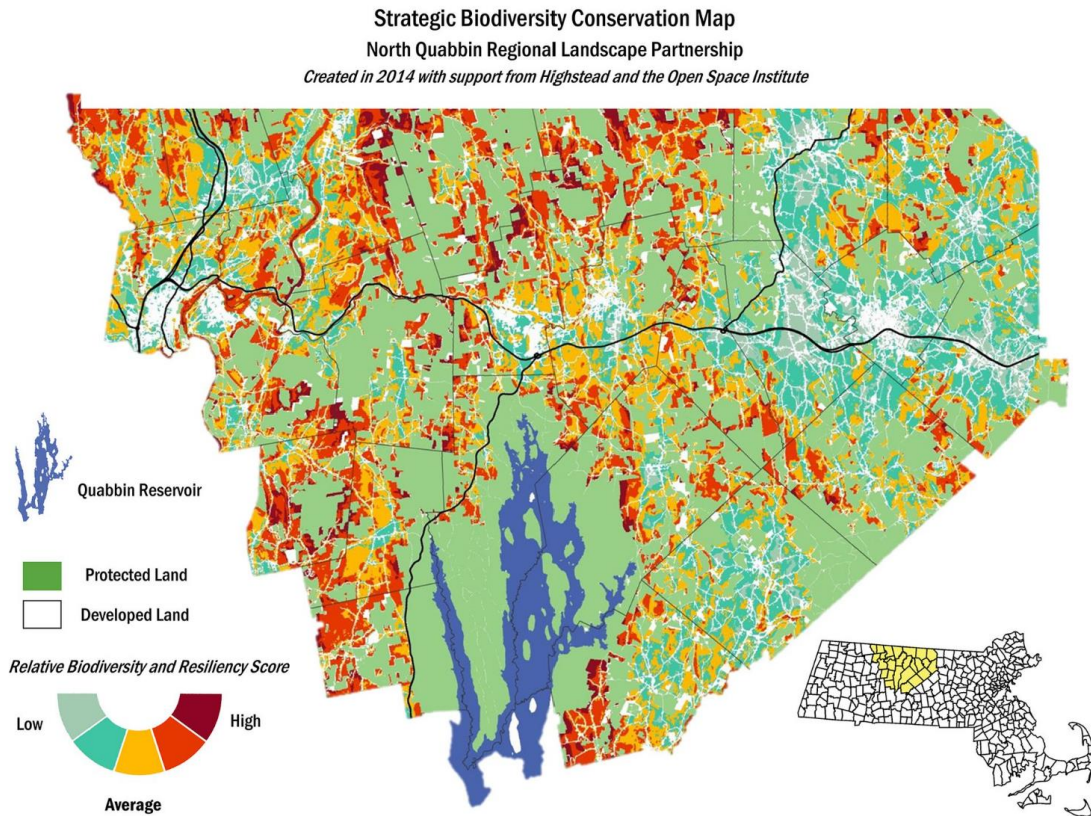 Strategic Biodiversity Conservation Map
North Quabbin Regional Landscape Partnership
Created in 2014 with support from Highstead and the Open Space Institute
Quabbin Reservoir
Protected Land
Developed Land
Relative Biodiversity and Resiliency Score
Low
High
Average